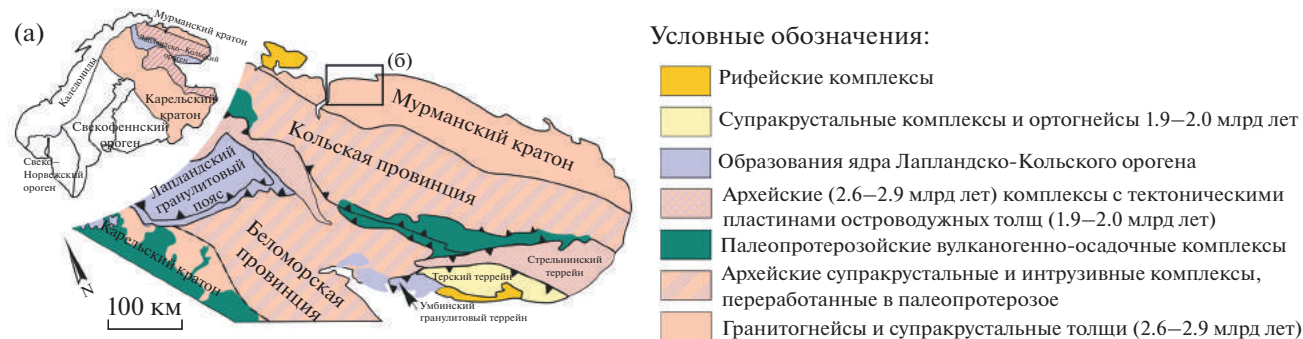 (а)
Мурманский кратон
Лапландско–Кольский
ороген
Каледониды
Карельский
кратон
Свекофеннский
ороген
Свеко–
Норвежский
ороген
(б)
Мурманский кратон
Кольская провинция
Лапландский
гранулитовый
пояс
Беломорская
провинция
Карельский кратон
Стрельнинский
террейн
Терский террейн
Умбинский
гранулитовый террейн
N
100 км
Условные обозначения:
Рифейские комплексы
Супракрустальные комплексы и ортогнейсы 1.9–2.0 млрд лет
Образования ядра Лапландско-Кольского орогена
Архейские (2.6–2.9 млрд лет) комплексы с тектоническими
пластинами островодужных толщ (1.9–2.0 млрд лет)
Палеопротерозойские вулканогенно-осадочные комплексы
Архейские супракрустальные и интрузивные комплексы,
переработанные в палеопротерозое
Гранитогнейсы и супракрустальные толщи (2.6–2.9 млрд лет)